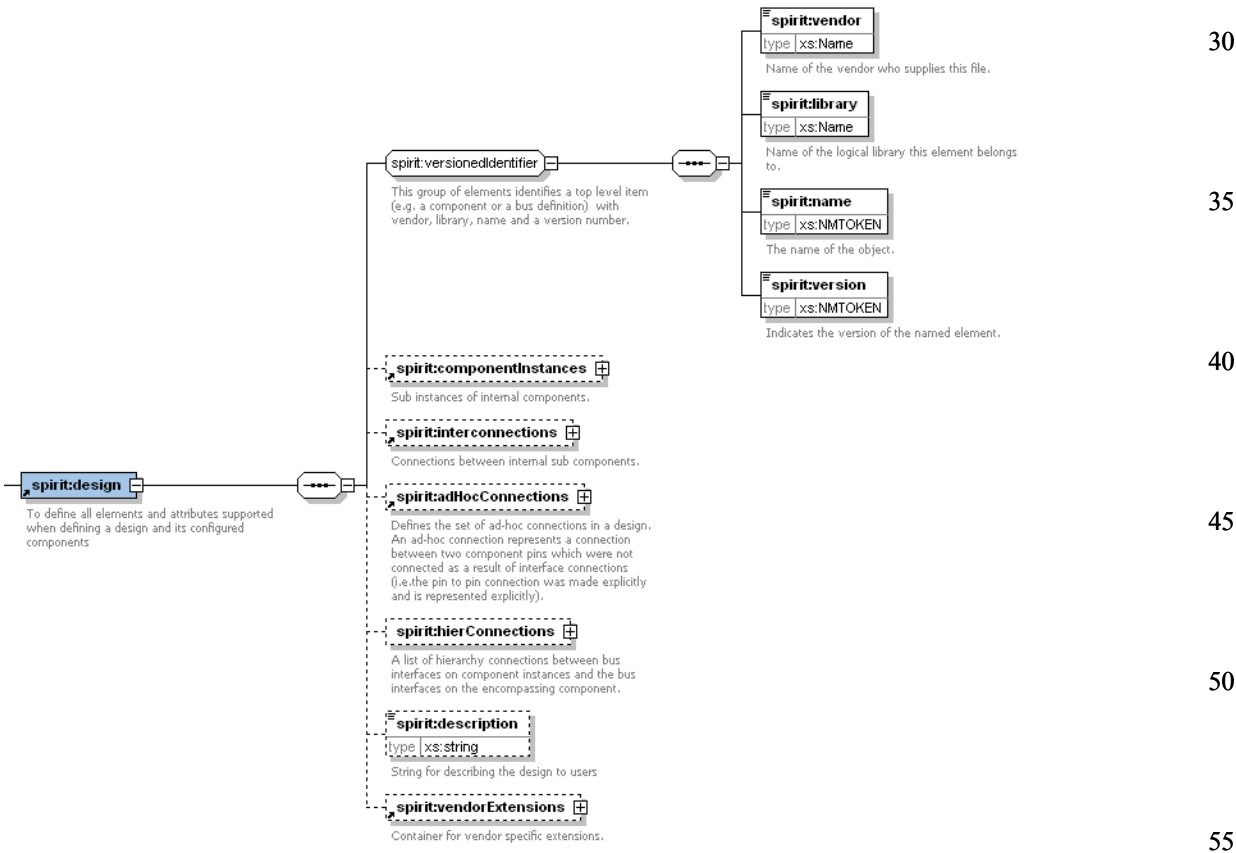 spirit:vendor
type xs:Name
Name of the vendor who supplies this file.
spirit:library
type xs:Name
Name of the logical library this element belongs
to.
spirit:versionedIdentifier
This group of elements identifies a top level item
(e.g. a component or a bus definition) with
vendor, library, name and a version number.
spirit:name
type xs:NMTOKEN
The name of the object.
spirit:version
type xs:NMTOKEN
Indicates the version of the named element.
spirit:componentInstances
Sub instances of internal components.
spirit:interconnections
Connections between internal sub components.
spirit:design
To define all elements and attributes supported
when defining a design and its configured
components
spirit:adHocConnections
Defines the set of ad-hoc connections in a design.
An ad-hoc connection represents a connection
between two component pins which were not
connected as a result of interface connections
(i.e.the pin to pin connection was made explicitly
and is represented explicitly).
spirit:hierConnections
A list of hierarchy connections between bus
interfaces on component instances and the bus
interfaces on the encompassing component.
spirit:description
type xs:string
String for describing the design to users
spirit:vendorExtensions
Container for vendor specific extensions.
30
35
40
45
50
55